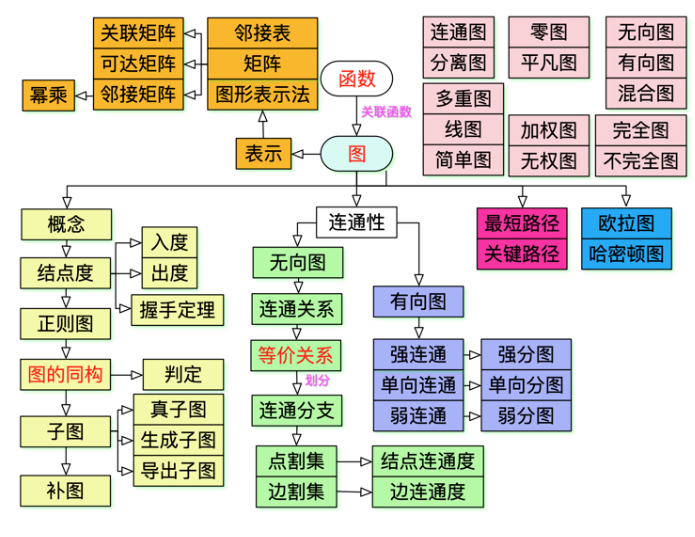 关联矩阵
可达矩阵
邻接矩阵
幂乘
邻接表
矩阵
图形表示法
表示
函数
关联函数
图
连通图
分离图
零图
平凡图
无向图
有向图
混合图
多重图
线图
简单图
加权图
无权图
完全图
不完全图
概念
结点度
入度
出度
握手定理
正则图
图的同构
判定
子图
真子图
生成子图
导出子图
补图
连通性
无向图
连通关系
等价关系
划分
连通分支
点割集
边割集
结点连通度
边连通度
有向图
强连通
单向连通
弱连通
强分图
单向分图
弱分图
最短路径
关键路径
欧拉图
哈密顿图